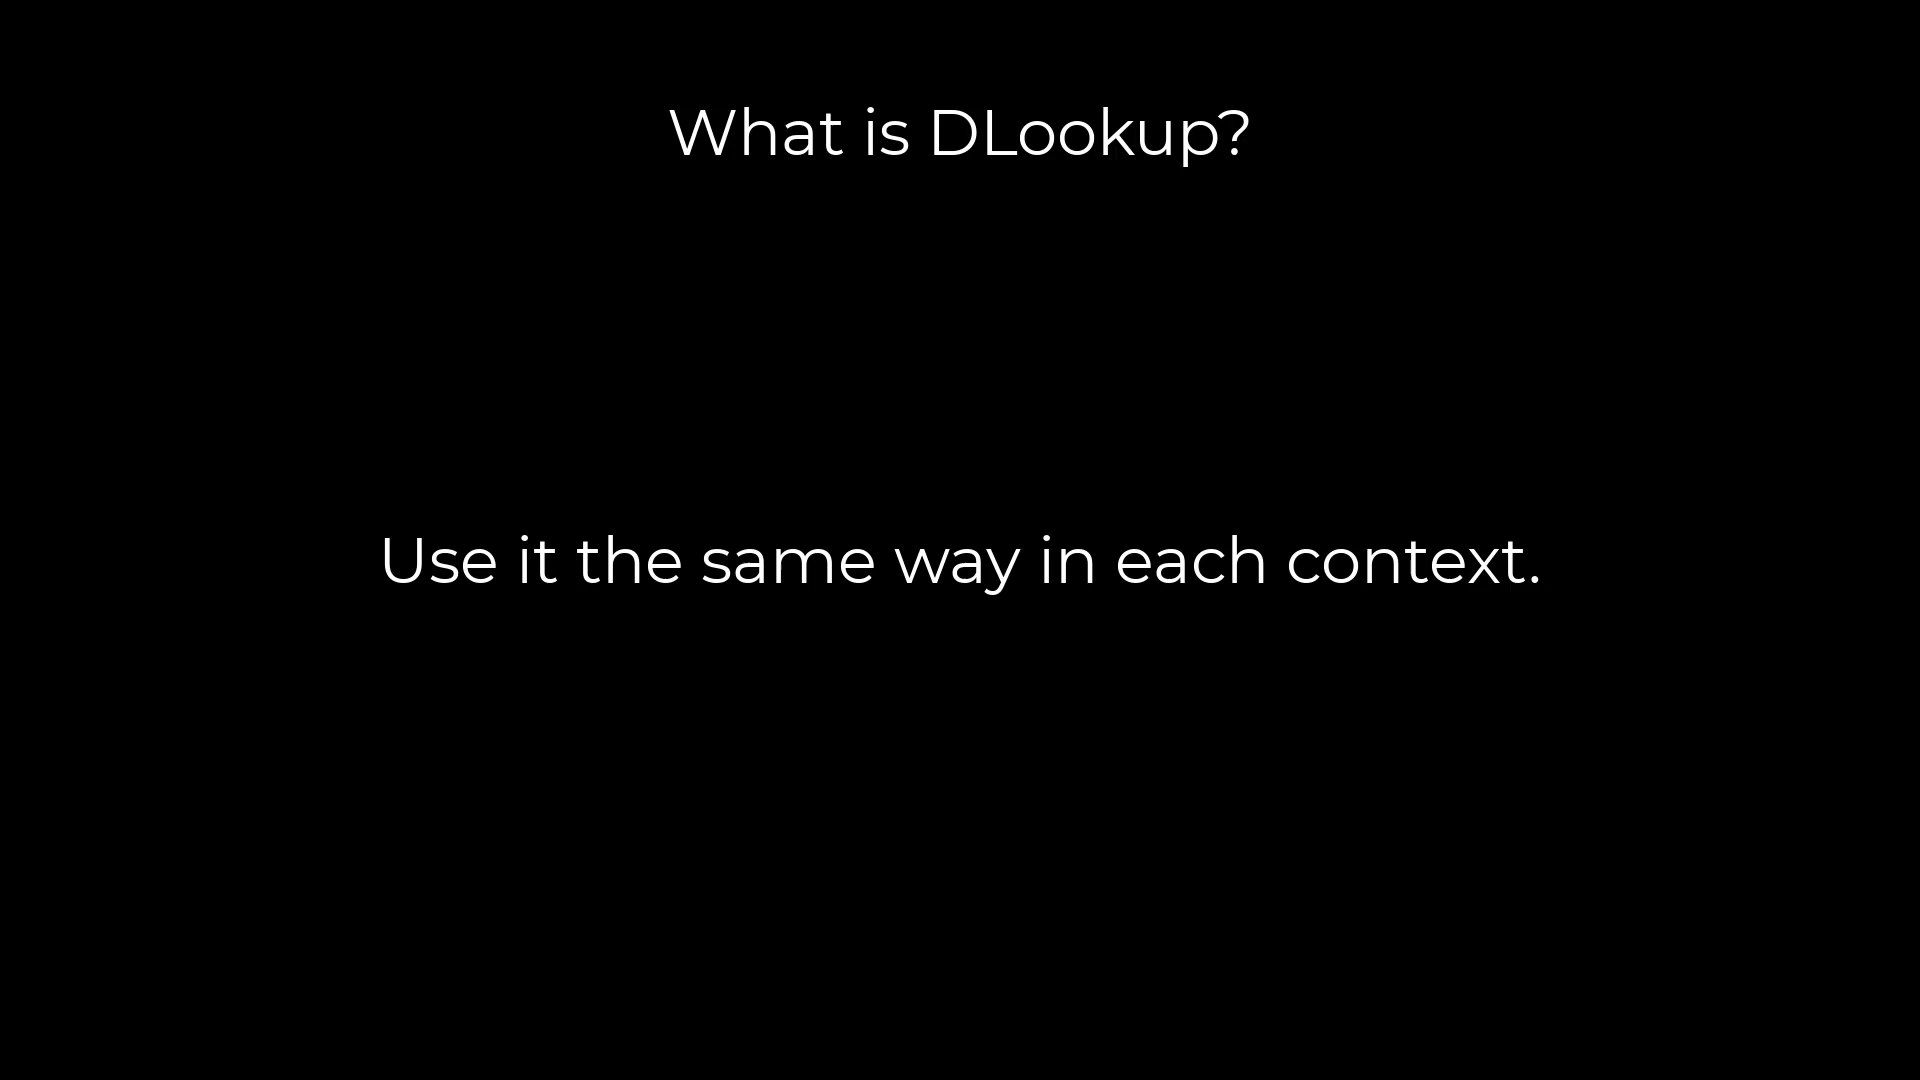 What is DLookup?
Use it the same way in each context.